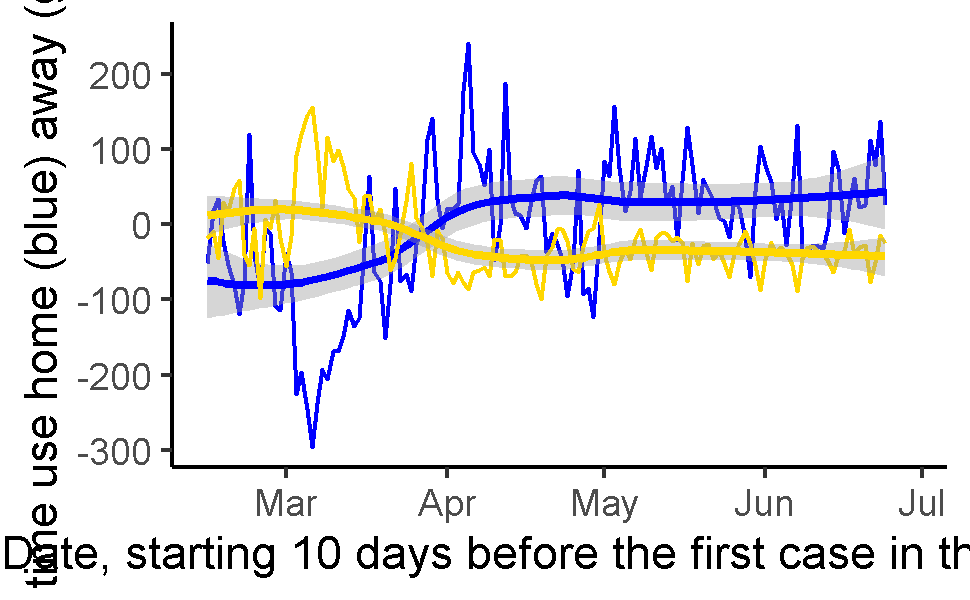 time use home (blue) away (
200
100
0
-100
-200
-300
Mar Apr May Jun Jul
Date, starting 10 days before the first case in th